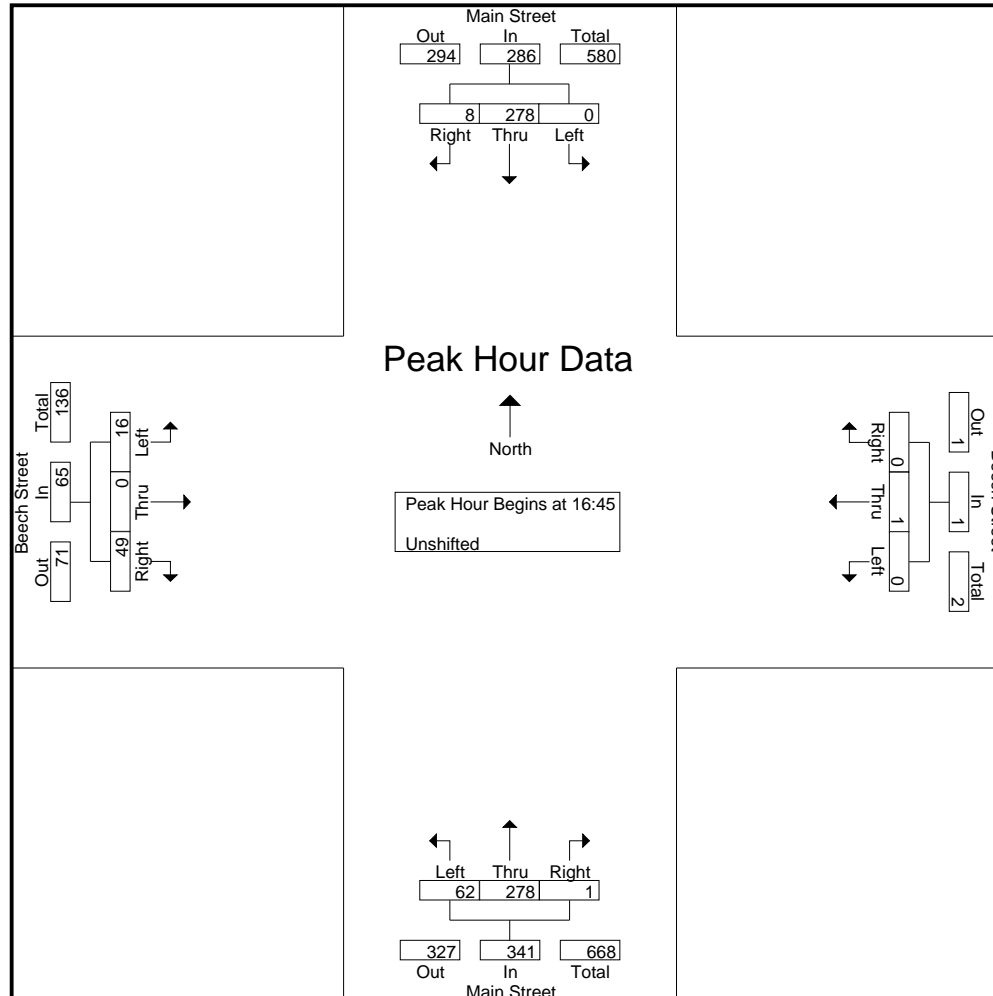 Main Street
Out In Total
294 286 580
8 278 0
Right Thru Left
Peak Hour Data
North
Peak Hour Begins at 16:45
Unshifted
Beech Street
Total In Out
136 65 71
16 0 49
Left Thru Right
Right Thru Left
0 1 0
Out In Total
1 1 2
Left Thru Right
62 278 1
327 341 668
Out In Total
Main Street